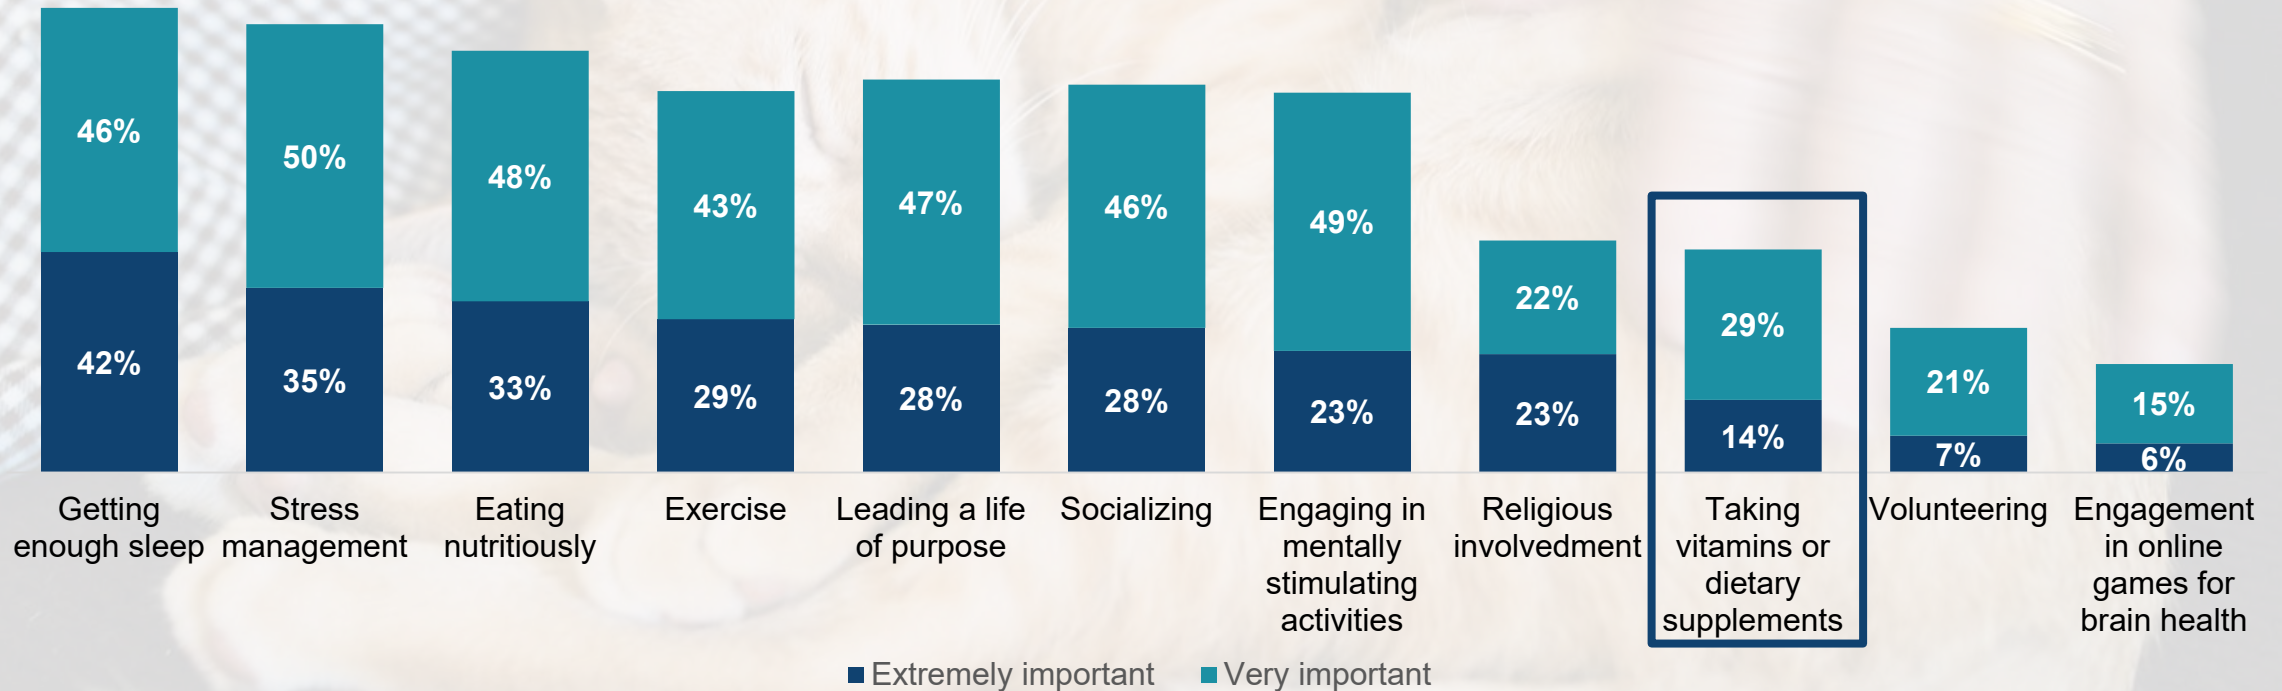 46%
50%
48%
43%
47%
46%
49%
22%
29%
21%
15%
42%
35%
33%
29%
28%
28%
23%
23%
14%
7%
6%
Getting
enough sleep
Stress
management
Eating
nutritiously
Exercise
Leading a life
of purpose
Socializing
Engaging in
mentally
stimulating
activities
Religious
involvedment
Taking
vitamins or
dietary
supplements
Volunteering
Engagement
in online
games for
brain health
Extremely important
Very important